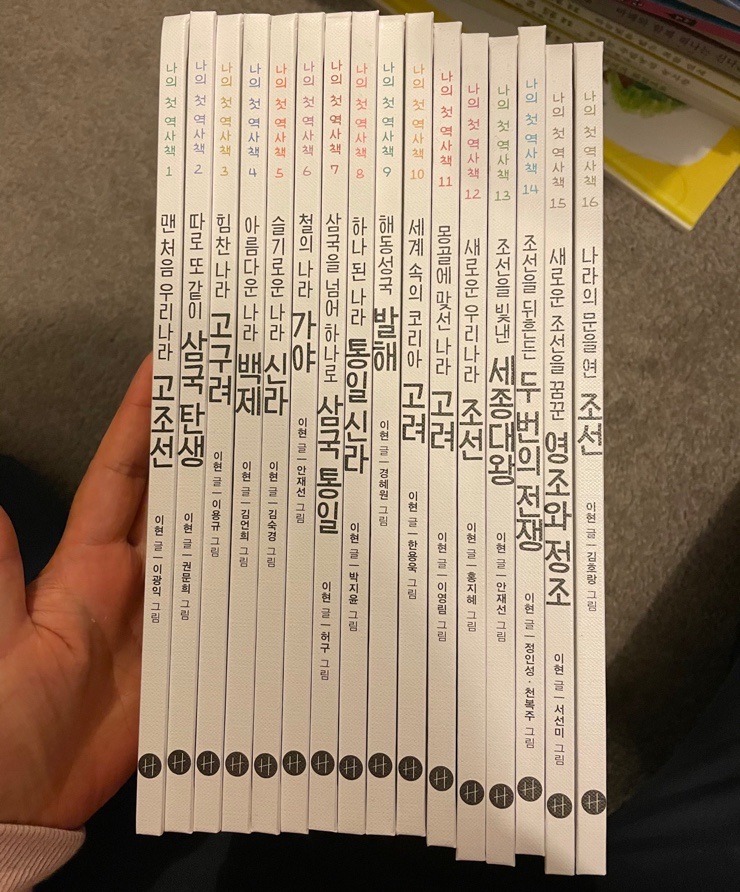 나의 첫 역사책 1 맨 처음 우리나라 고조선 이현 글 | 이광익 그림
나의 첫 역사책 2 따로 또 같이 삼국 탄생 이현 글 | 권문희 그림
나의 첫 역사책 3 힘찬 나라 고구려 이현 글 | 이용규 그림
나의 첫 역사책 4 아름다운 나라 백제 이현 글 | 김언희 그림
나의 첫 역사책 5 슬기로운 나라 신라 이현 글 | 김숙경 그림
나의 첫 역사책 6 철의 나라 가야 이현 글 | 안재선 그림
나의 첫 역사책 7 삼국을 넘어 하나로 삼국 통일 이현 글 | 허구 그림
나의 첫 역사책 8 하나 된 나라 통일 신라 이현 글 | 박지윤 그림
나의 첫 역사책 9 해동성국 발해 이현 글 | 경혜원 그림
나의 첫 역사책 10 세계 속의 코리아 고려 이현 글 | 한용욱 그림
나의 첫 역사책 11 몽골에 맞선 나라 고려 이현 글 | 이영림 그림
나의 첫 역사책 12 새로운 우리나라 조선 이현 글 | 홍지혜 그림
나의 첫 역사책 13 조선을 빛낸 세종대왕 이현 글 | 안재선 그림
나의 첫 역사책 14 조선을 뒤흔든 두 번의 전쟁 이현 글 | 정인성·천복주 그림
나의 첫 역사책 15 새로운 조선을 꿈꾼 영조와 정조 이현 글 | 서선미 그림
나의 첫 역사책 16 나라의 문을 연 조선 이현 글 | 김호랑 그림